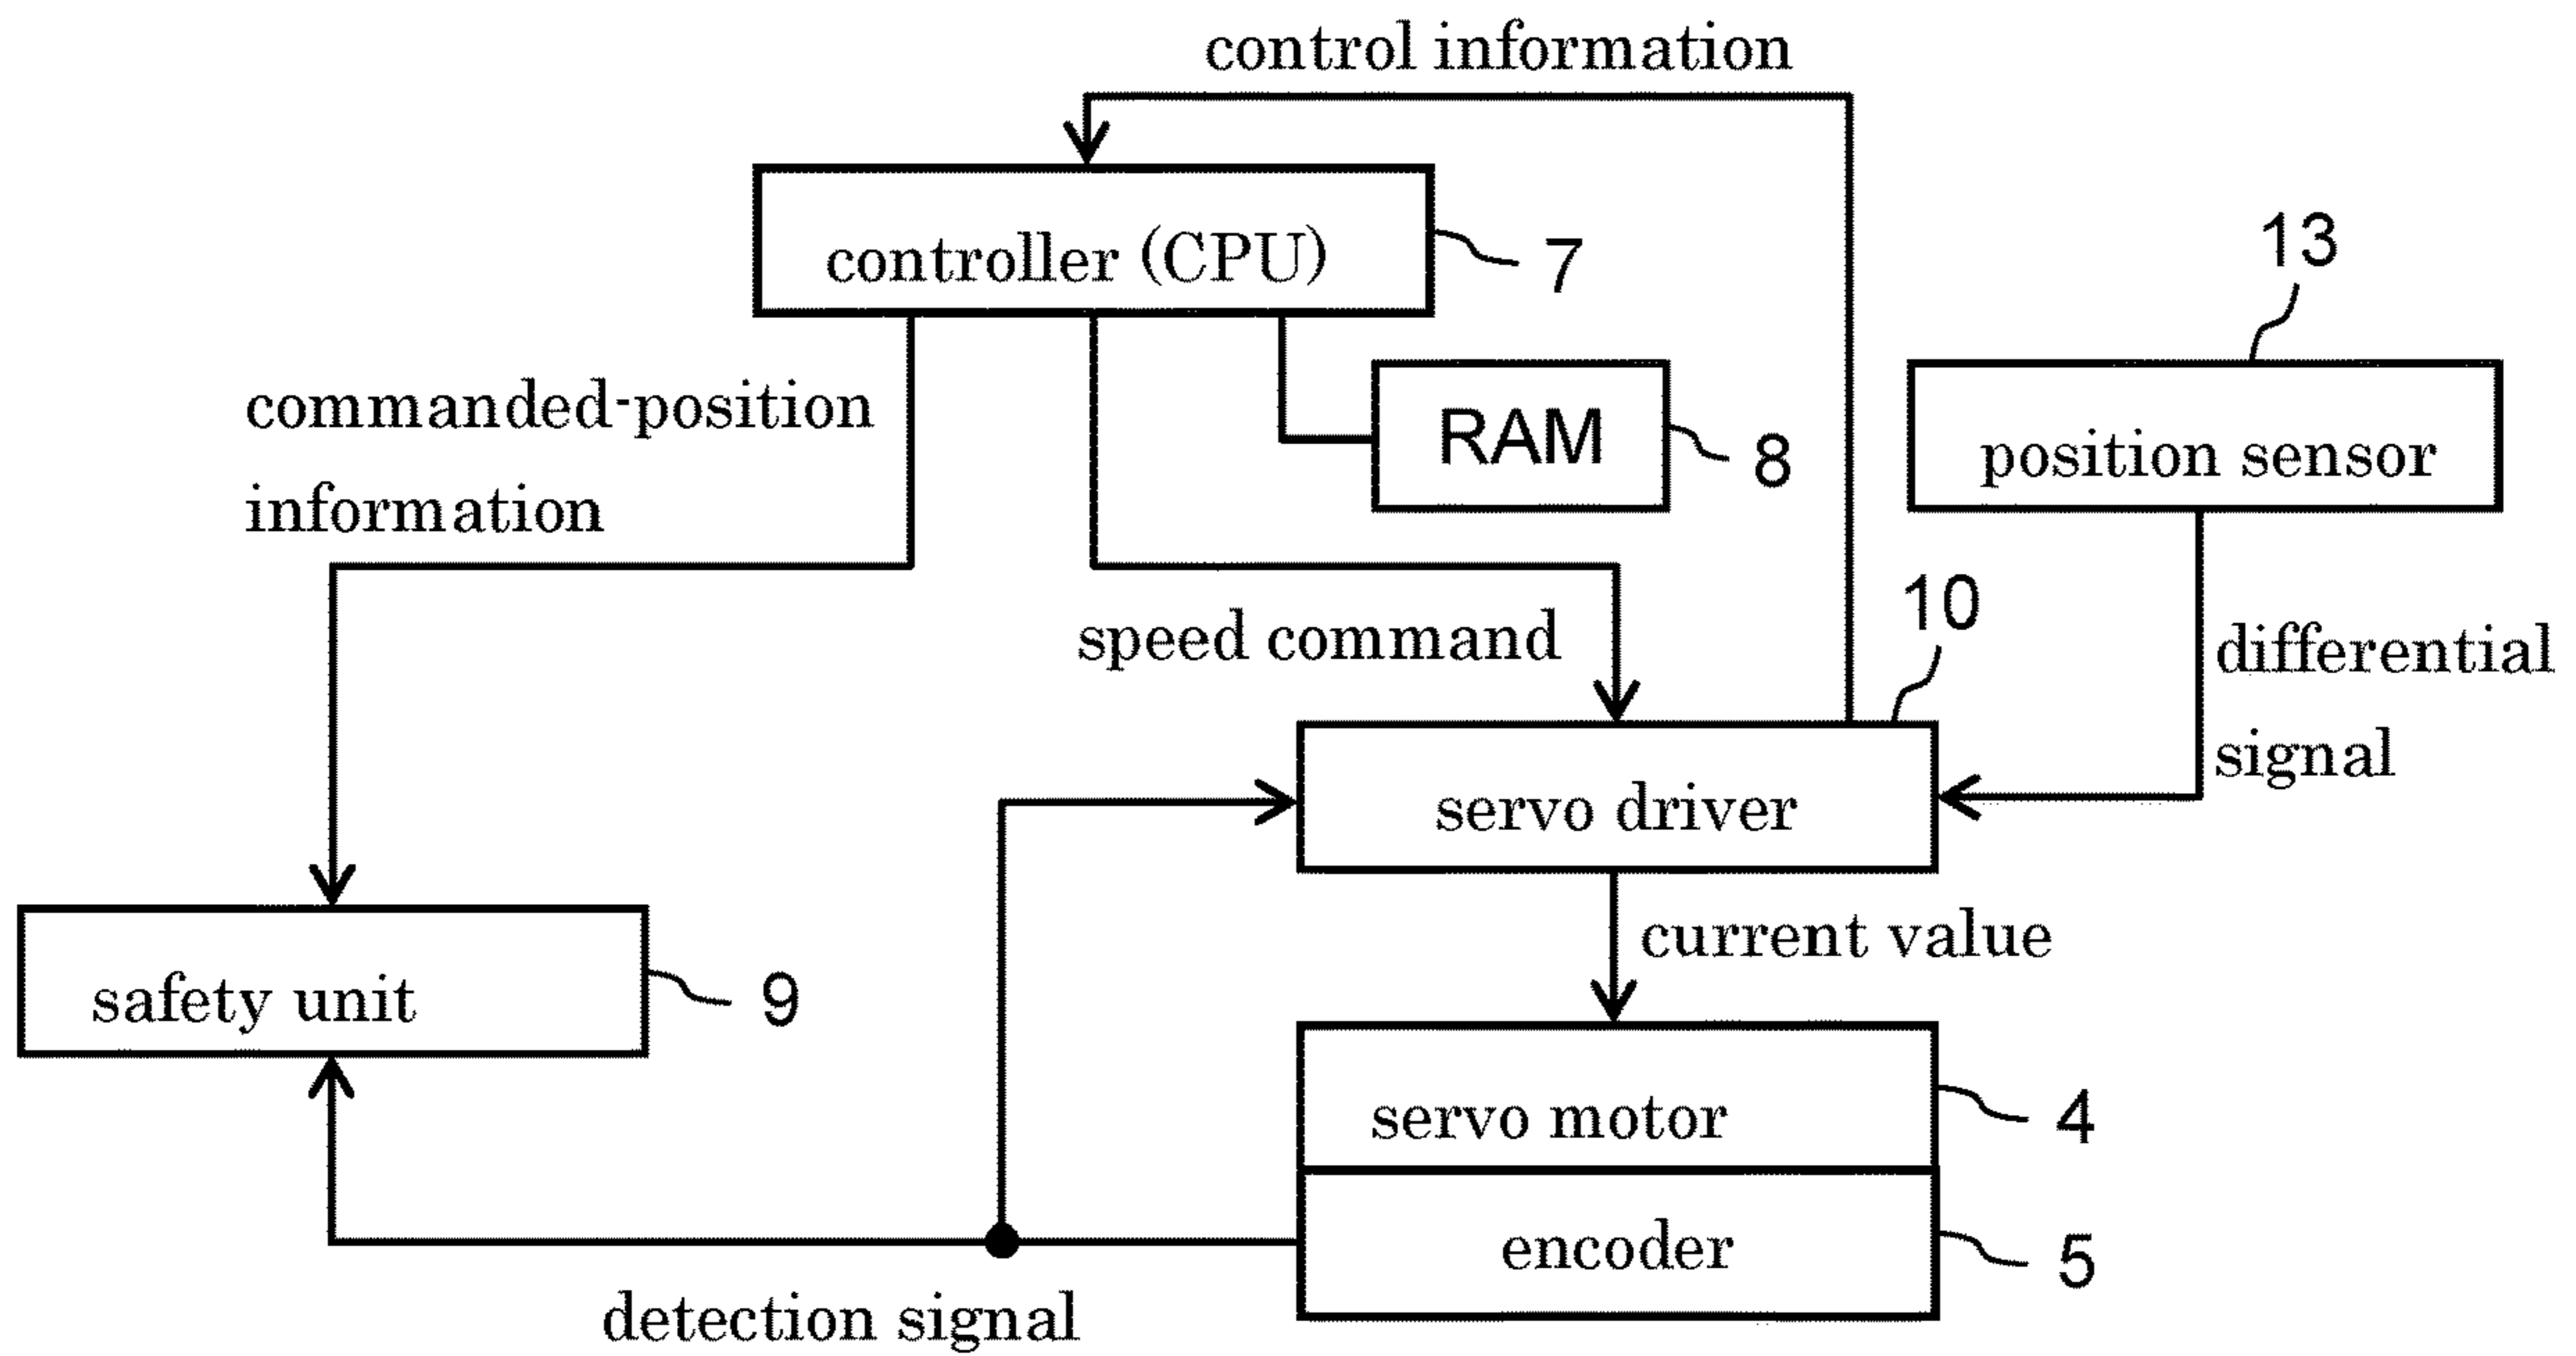 control information
controller (CPU)
7
13
commanded-position
information
RAM
8
position sensor
speed command
10
differential
signal
servo driver
safety unit
9
current value
servo motor
4
encoder
5
detection signal